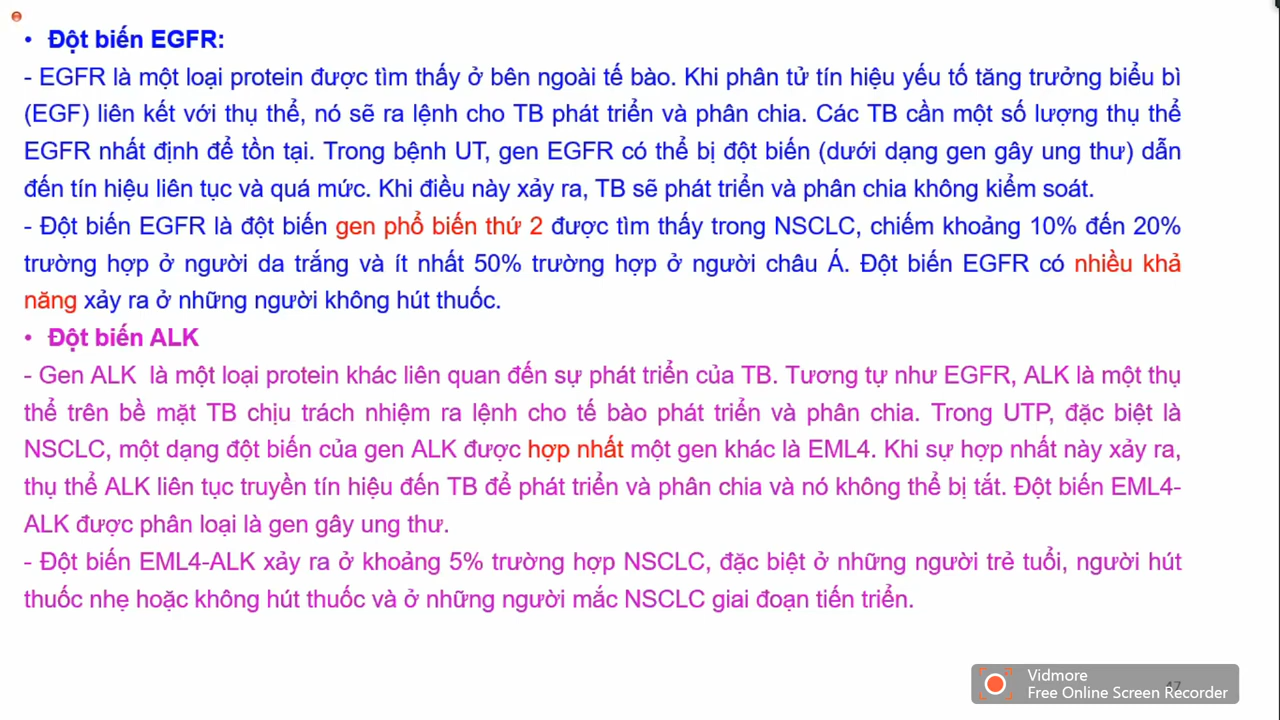 • Đột biến EGFR:
- EGFR là một loại protein được tìm thấy ở bên ngoài tế bào. Khi phân tử tín hiệu yếu tố tăng trưởng biểu bì
(EGF) liên kết với thụ thể, nó sẽ ra lệnh cho TB phát triển và phân chia. Các TB cần một số lượng thụ thể
EGFR nhất định để tồn tại. Trong bệnh UT, gen EGFR có thể bị đột biến (dưới dạng gen gây ung thư) dẫn
đến tín hiệu liên tục và quá mức. Khi điều này xảy ra, TB sẽ phát triển và phân chia không kiểm soát.
- Đột biến EGFR là đột biến gen phổ biến thứ 2 được tìm thấy trong NSCLC, chiếm khoảng 10% đến 20%
trường hợp ở người da trắng và ít nhất 50% trường hợp ở người châu Á. Đột biến EGFR có nhiều khả
năng xảy ra ở những người không hút thuốc.
• Đột biến ALK
- Gen ALK là một loại protein khác liên quan đến sự phát triển của TB. Tương tự như EGFR, ALK là một thụ
thể trên bề mặt TB chịu trách nhiệm ra lệnh cho tế bào phát triển và phân chia. Trong UTP, đặc biệt là
NSCLC, một dạng đột biến của gen ALK được hợp nhất một gen khác là EML4. Khi sự hợp nhất này xảy ra,
thụ thể ALK liên tục truyền tín hiệu đến TB để phát triển và phân chia và nó không thể bị tắt. Đột biến EML4-
ALK được phân loại là gen gây ung thư.
- Đột biến EML4-ALK xảy ra ở khoảng 5% trường hợp NSCLC, đặc biệt ở những người trẻ tuổi, người hút
thuốc nhẹ hoặc không hút thuốc và ở những người mắc NSCLC giai đoạn tiến triển.
Vidmore
Free Online Screen Recorder